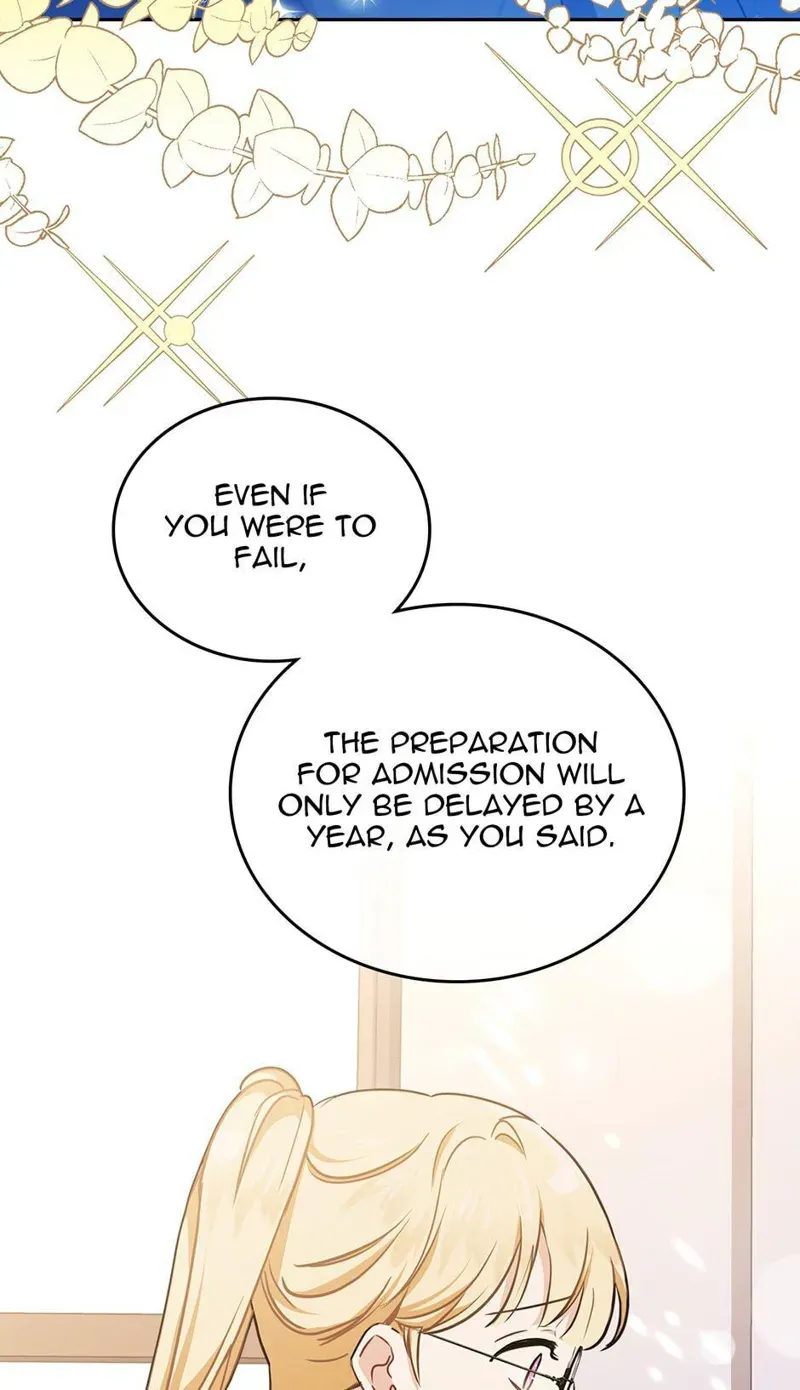 EVEN IF
YOU WERE TO
FAIL,
THE PREPARATION
FOR ADMISSION WILL
ONLY BE DELAYED BY A
YEAR, AS YOU SAID.